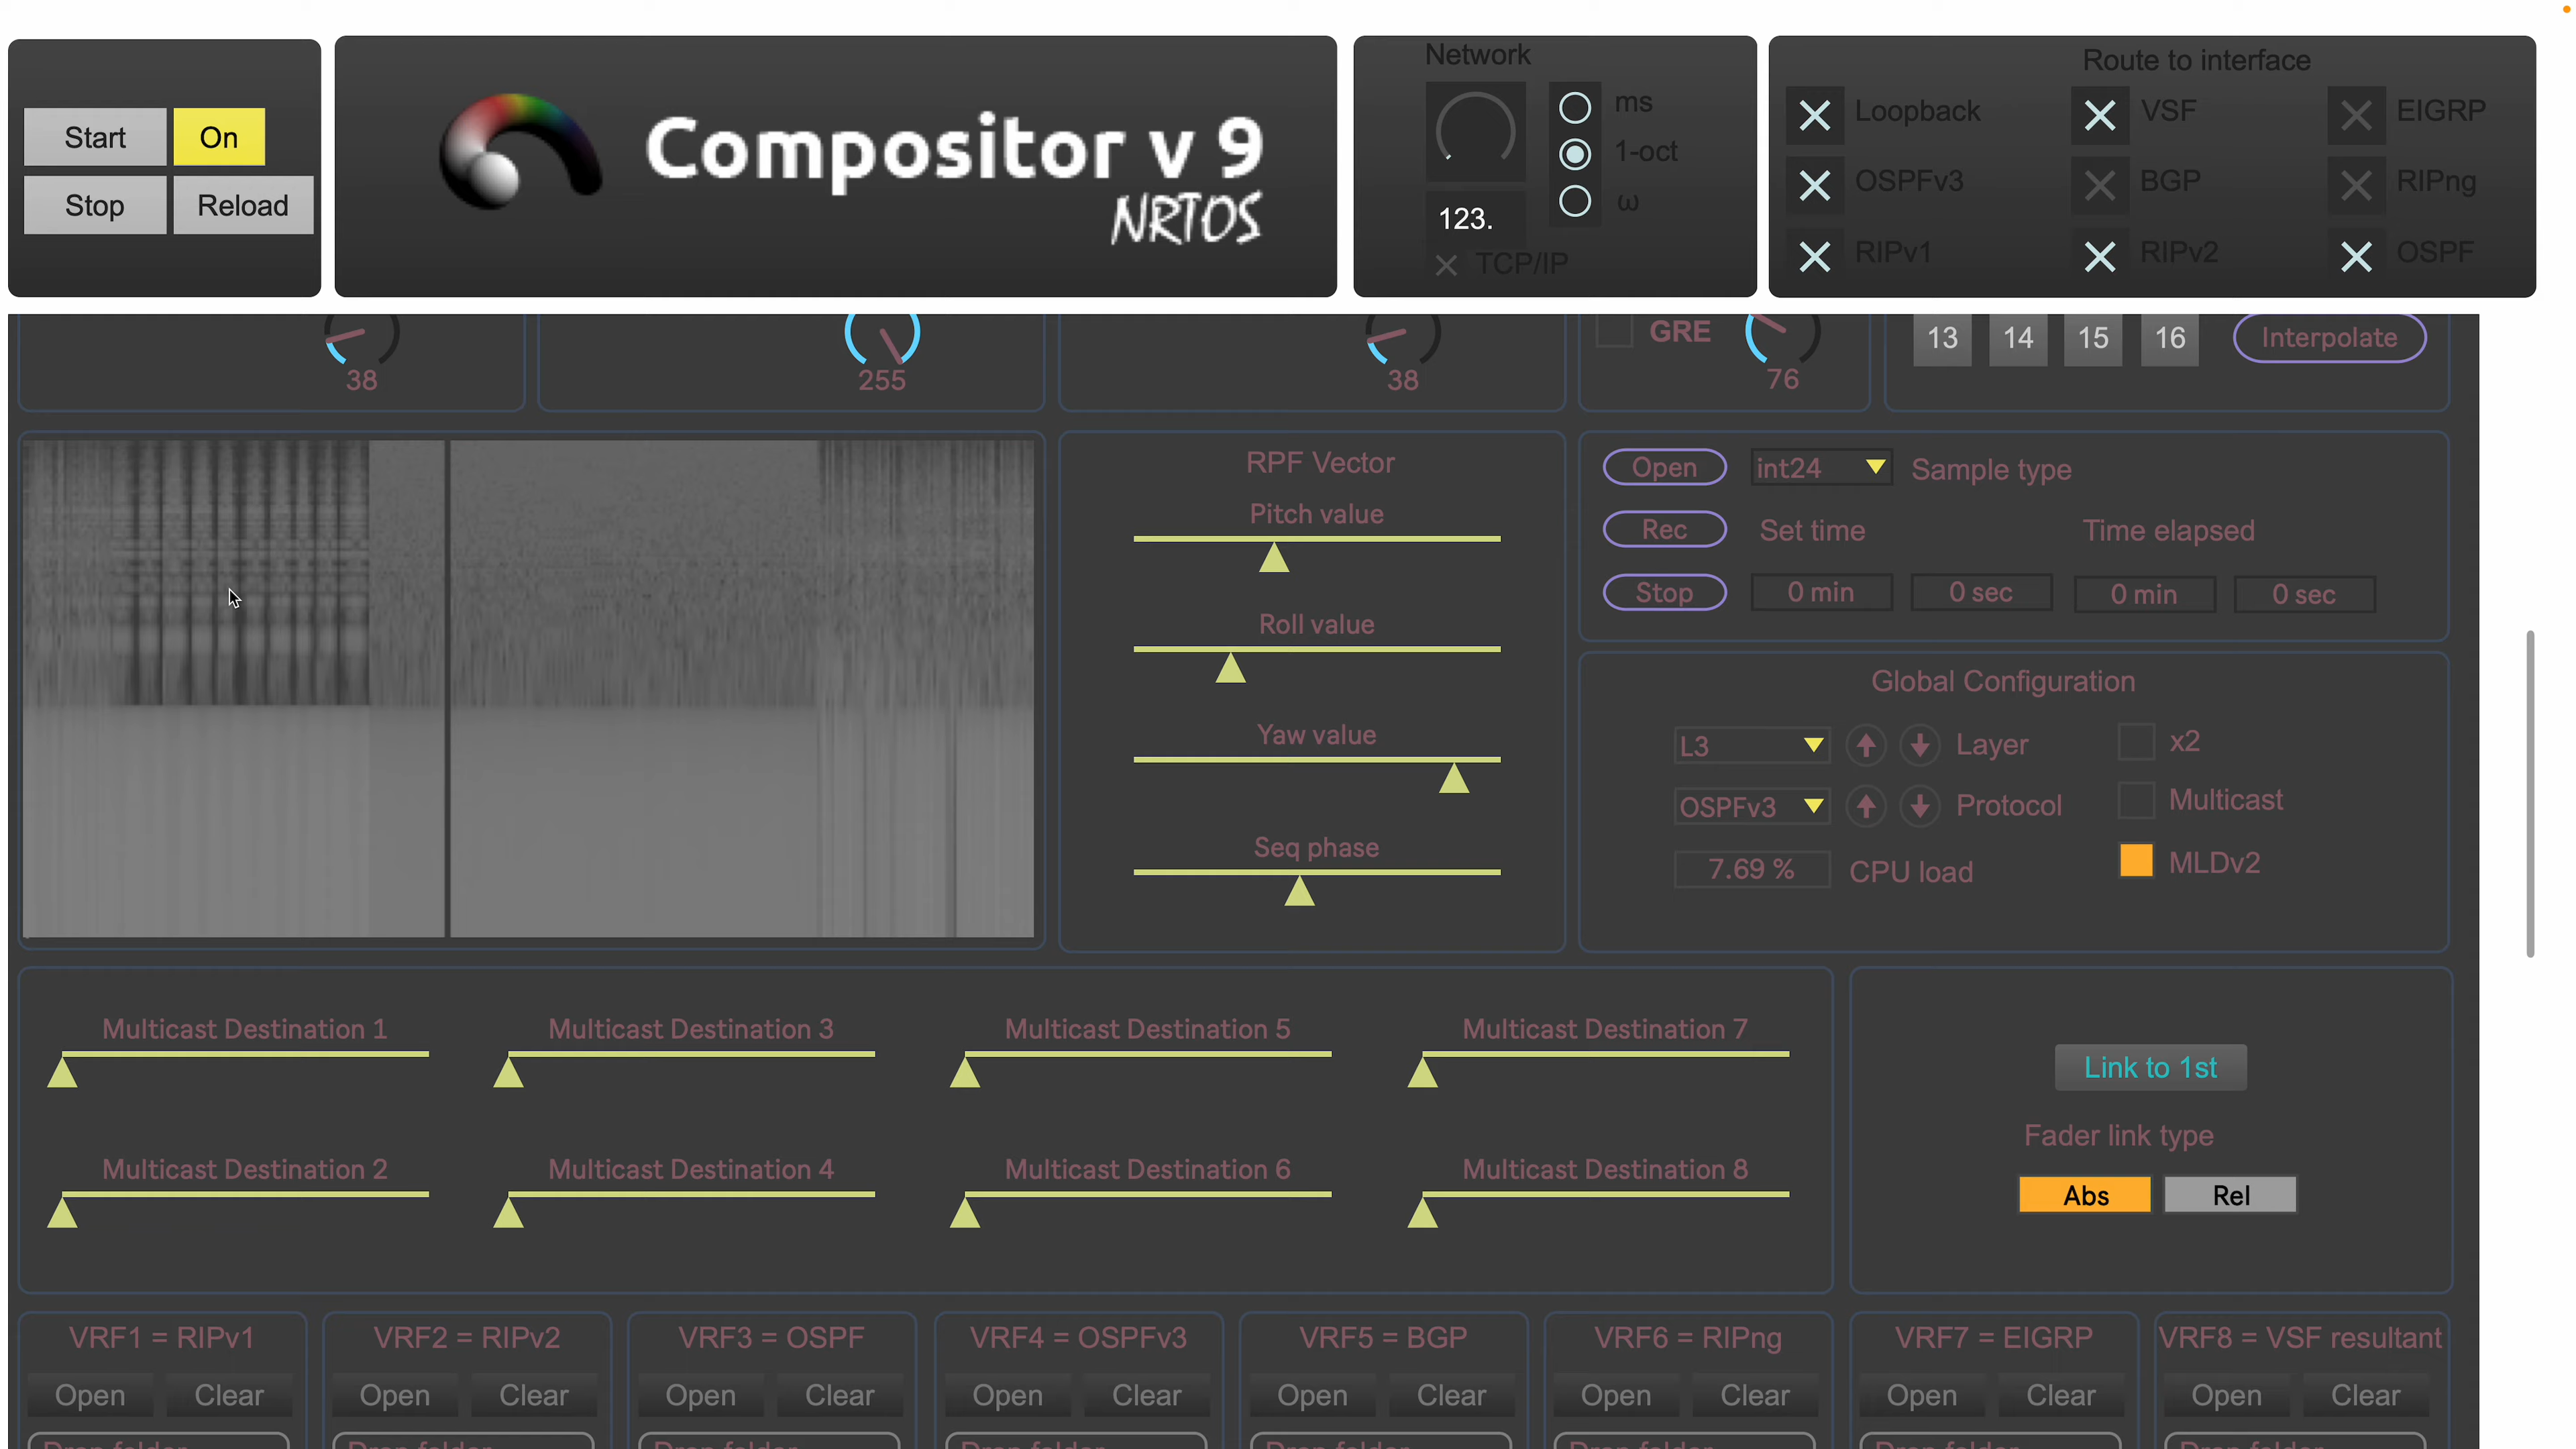 Start On
Stop Reload
Compositor v 9
NRTOS
Network
ms
1-oct
ω
123.
TCP/IP
Route to interface
Loopback VSF EIGRP
OSPFv3 BGP RIPng
RIPv1 RIPv2 OSPF
38
255
38
GRE
76
13 14 15 16 Interpolate
RPF Vector
Pitch value
Roll value
Yaw value
Seq phase
Open int24 Sample type
Rec Set time Time elapsed
Stop 0 min 0 sec 0 min 0 sec
Global Configuration
L3 Layer x2
OSPFv3 Protocol Multicast
7.69 % CPU load MLDv2
Multicast Destination 1 Multicast Destination 3 Multicast Destination 5 Multicast Destination 7
Multicast Destination 2 Multicast Destination 4 Multicast Destination 6 Multicast Destination 8
Link to 1st
Fader link type
Abs Rel
VRF1 = RIPv1 VRF2 = RIPv2 VRF3 = OSPF VRF4 = OSPFv3 VRF5 = BGP VRF6 = RIPng VRF7 = EIGRP VRF8 = VSF resultant
Open Clear Open Clear Open Clear Open Clear Open Clear Open Clear Open Clear Open Clear